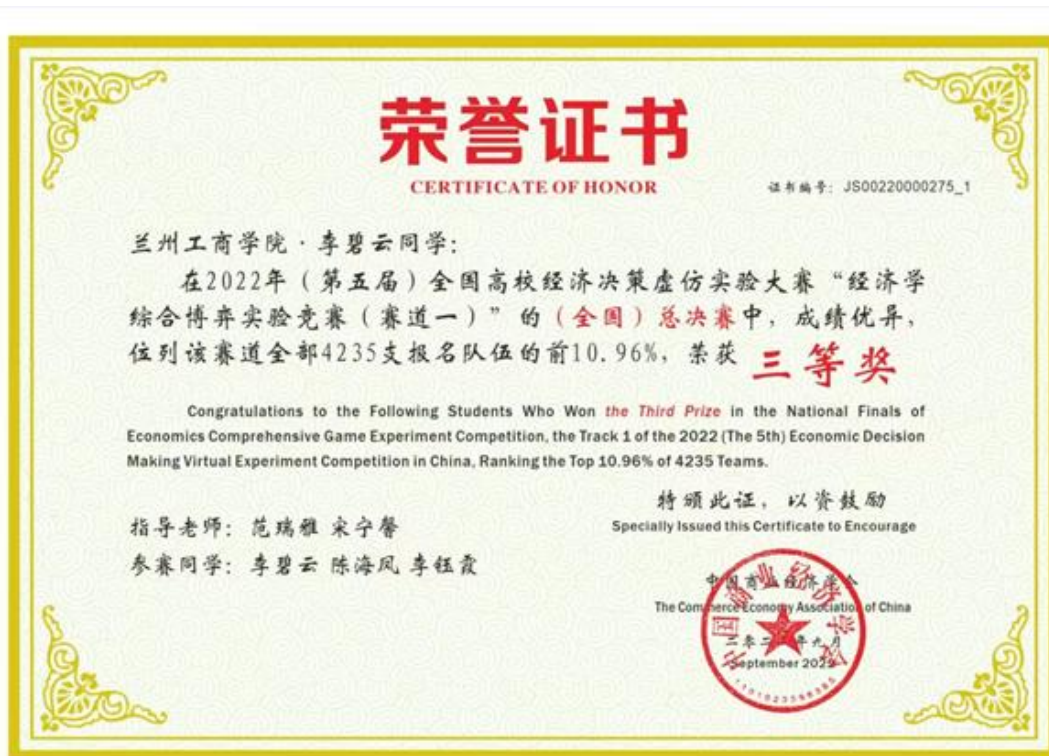 荣誉证书
CERTIFICATE OF HONOR
证书编号：JS00220000275_1
兰州工商学院·李碧云同学：
在2022年（第五届）全国高校经济决策虚仿实验大赛“经济学
综合博弈实验竞赛（赛道一）”的（全国）总决赛中，成绩优异，
位列该赛道全部4235支报名队伍的前10.96%，荣获 三等奖
Congratulations to the Following Students Who Won the Third Prize in the National Finals of
Economics Comprehensive Game Experiment Competition, the Track 1 of the 2022 (The 5th) Economic Decision
Making Virtual Experiment Competition in China, Ranking the Top 10.96% of 4235 Teams.
特颁此证，以资鼓励
Specially Issued this Certificate to Encourage
指导老师：范瑞雅 宋宁馨
参赛同学：李碧云 陈海凤 李钰霞
中国商业经济学会
The Commerce Economy Association of China
二零二二年九月
September 2022
中国商业经济学会